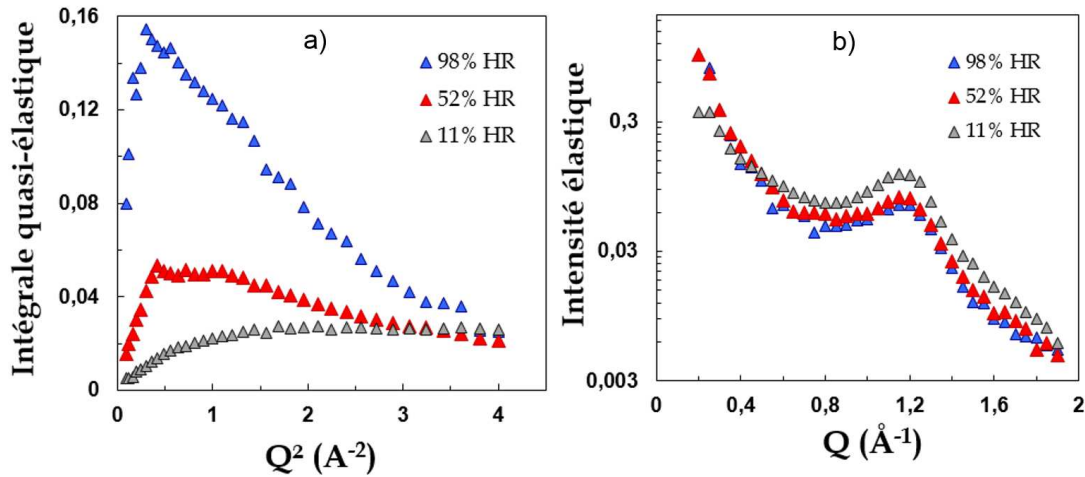 a)
Intégrale quasi-élastique
0,16
0,12
0,08
0,04
0
98% HR
52% HR
11% HR
0
1
2
3
4
Q² (A⁻²)
b)
Intensité élastique
0,3
0,03
0,003
98% HR
52% HR
11% HR
0
0,4
0,8
1,2
1,6
2
Q (Å⁻¹)